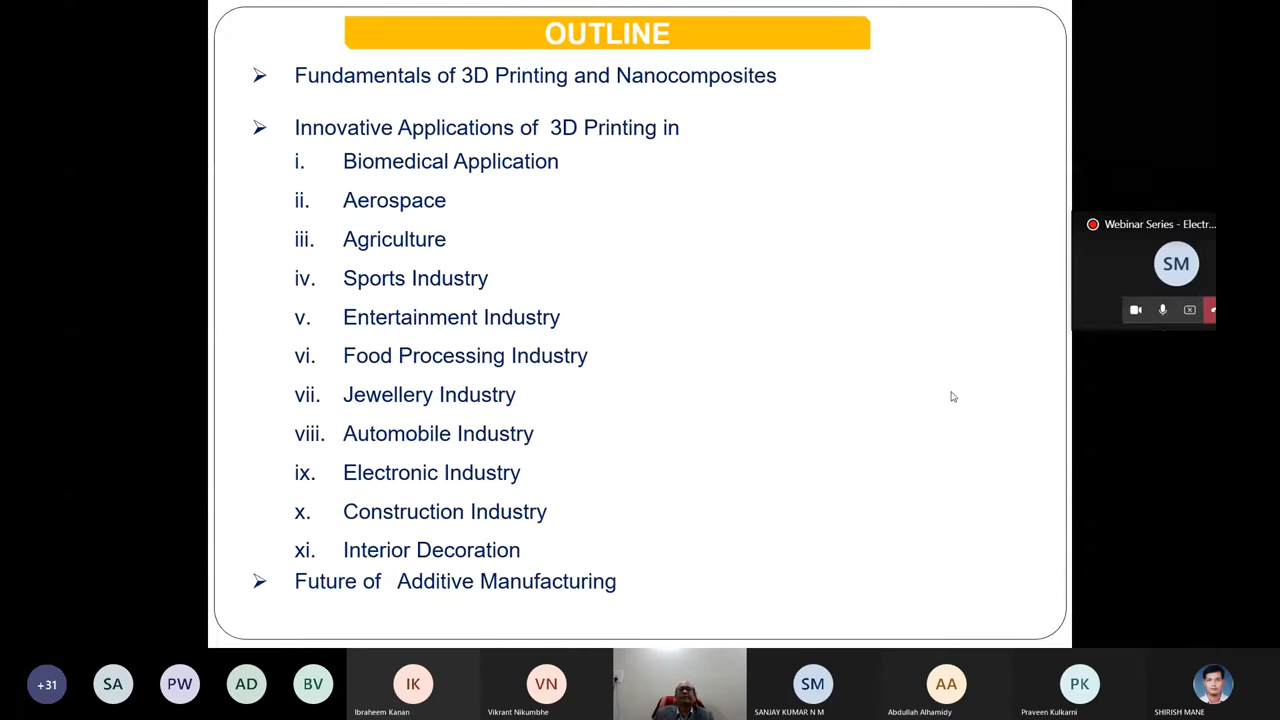 OUTLINE
➢ Fundamentals of 3D Printing and Nanocomposites
➢ Innovative Applications of 3D Printing in
i. Biomedical Application
ii. Aerospace
iii. Agriculture
iv. Sports Industry
v. Entertainment Industry
vi. Food Processing Industry
vii. Jewellery Industry
viii. Automobile Industry
ix. Electronic Industry
x. Construction Industry
xi. Interior Decoration
➢ Future of Additive Manufacturing
Webinar Series - Electr...
SM
+31
SA
PW
AD
BV
IK
Ibraheem Kanan
VN
Vikrant Nikumbhe
SM
SANJAY KUMAR N M
AA
Abdullah Alhamidy
PK
Praveen Kulkarni
SHIRISH MANE